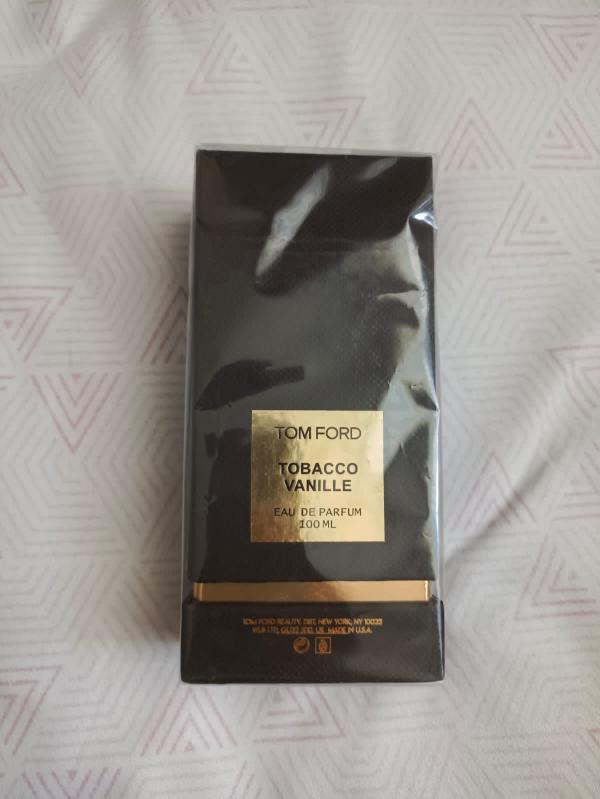 TOM FORD
TOBACCO
VANILLE
EAU DE PARFUM
100 ML
TOM FORD BEAUTY, DIST. NEW YORK, NY 10022
UK. MADE IN U.S.A.